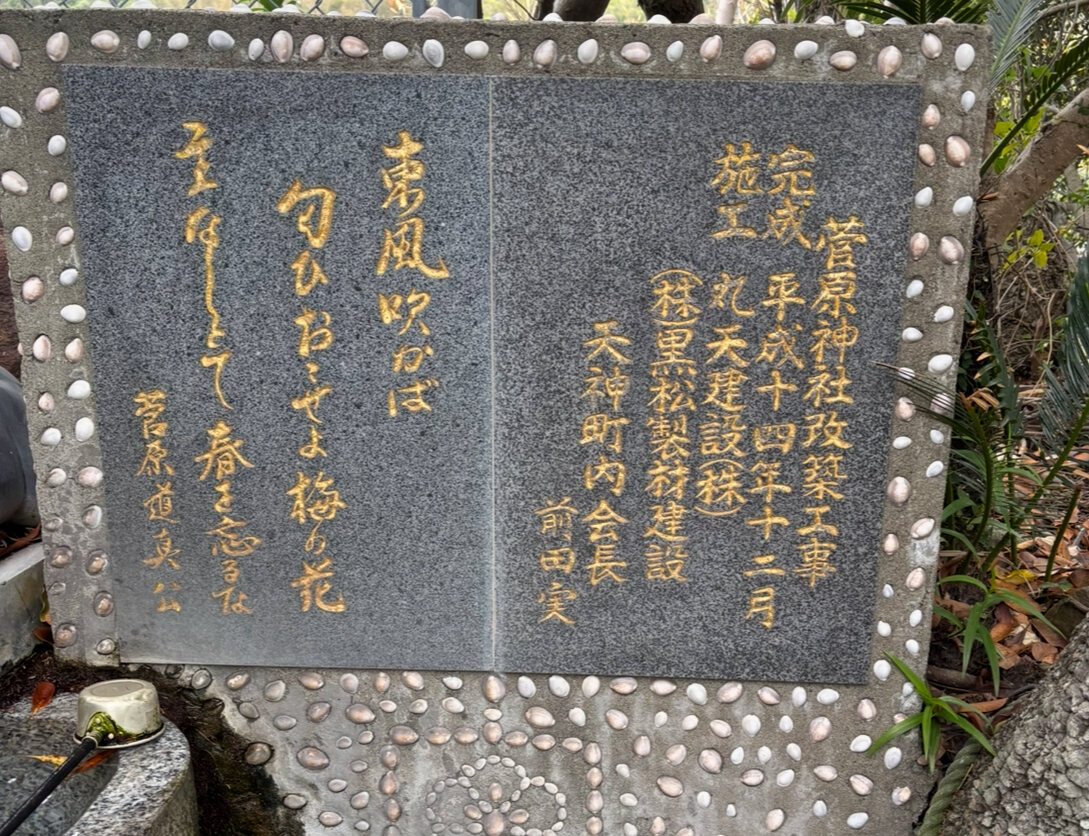 菅原神社改築工事
完成 平成十四年十二月
施工 丸天建設(株)
(株)黒松製材建設
天神町内会長
前田実
東風吹かば
匂ひおこせよ梅の花
主なしとて春を忘るな
菅原道真公